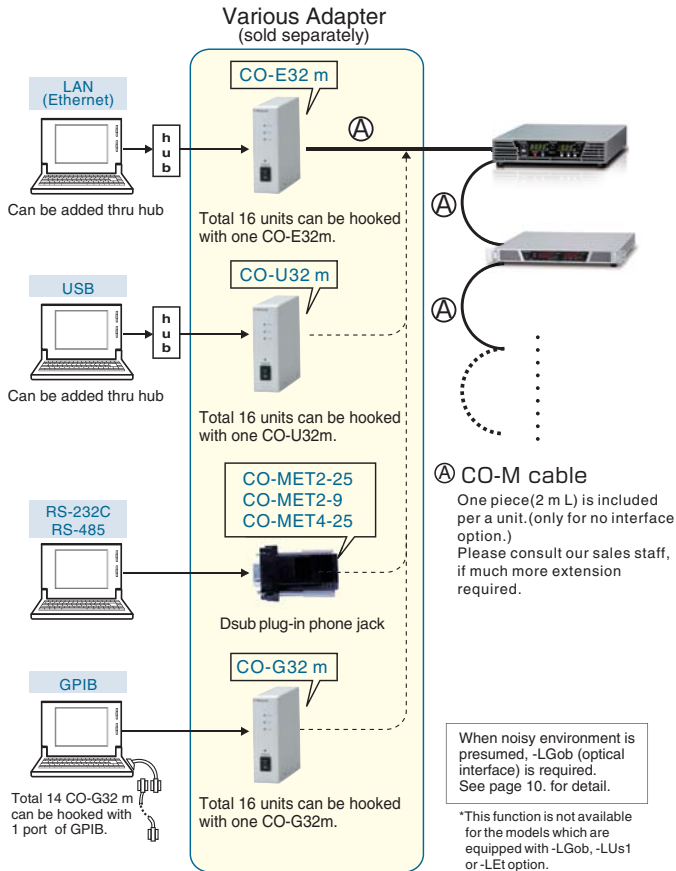 Various Adapter
(sold separately)
LAN
(Ethernet)
hub
Can be added thru hub
CO-E32 m
Total 16 units can be hooked
with one CO-E32m.
A
A
A
USB
hub
Can be added thru hub
CO-U32 m
Total 16 units can be hooked
with one CO-U32m.
RS-232C
RS-485
CO-MET2-25
CO-MET2-9
CO-MET4-25
Dsub plug-in phone jack
GPIB
Total 14 CO-G32 m
can be hooked with
1 port of GPIB.
CO-G32 m
Total 16 units can be hooked
with one CO-G32m.
A CO-M cable
One piece(2 m L) is included
per a unit.(only for no interface
option.)
Please consult our sales staff,
if much more extension
required.
When noisy environment is
presumed, -LGob (optical
interface) is required.
See page 10. for detail.
*This function is not available
for the models which are
equipped with -LGob, -LUs1
or -LEt option.